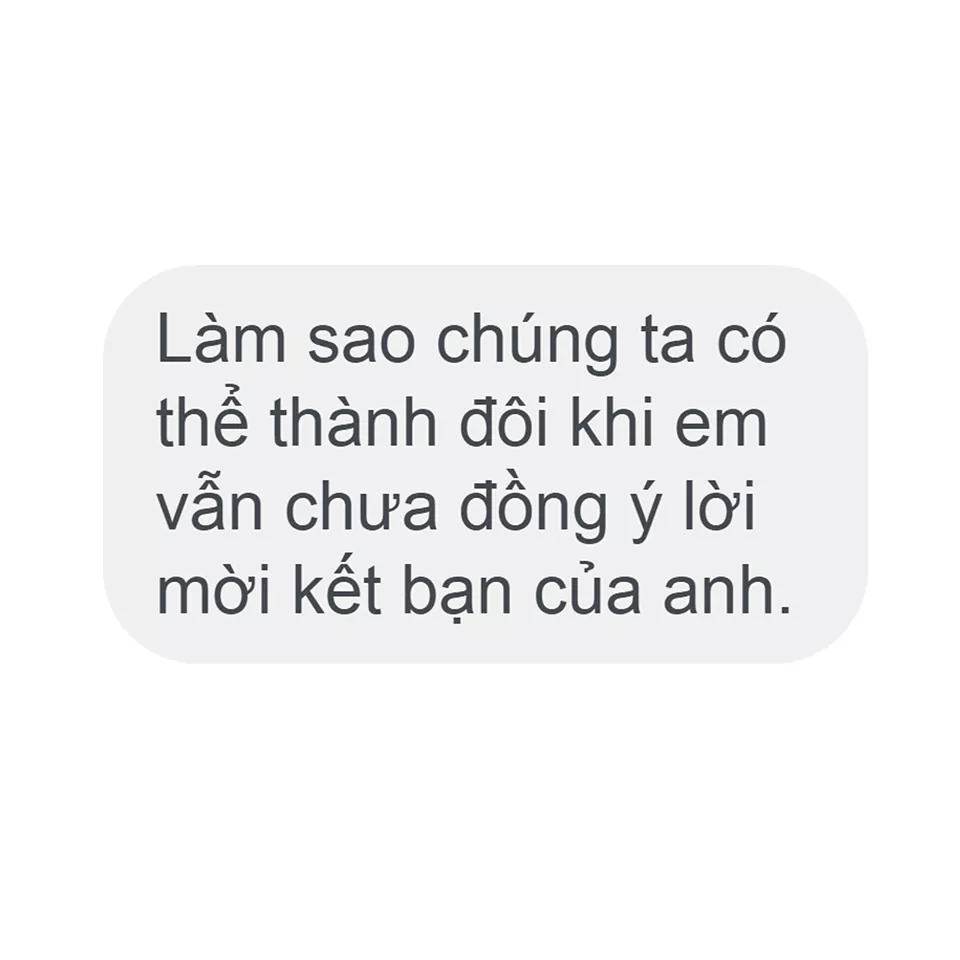 Làm sao chúng ta có
thể thành đôi khi em
vẫn chưa đồng ý lời
mời kết bạn của anh.